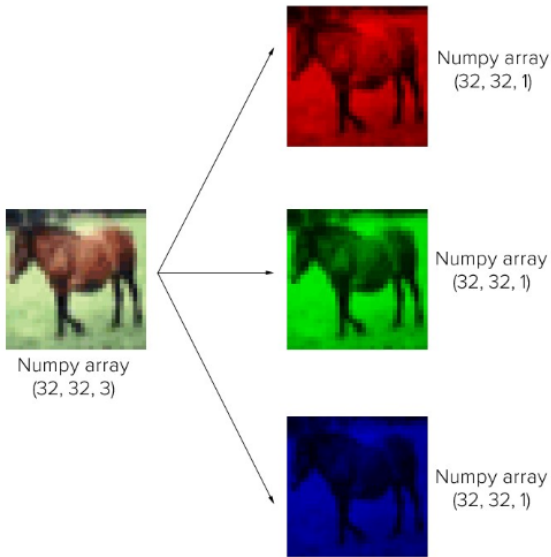 Numpy array
(32, 32, 1)
Numpy array
(32, 32, 1)
Numpy array
(32, 32, 3)
Numpy array
(32, 32, 1)